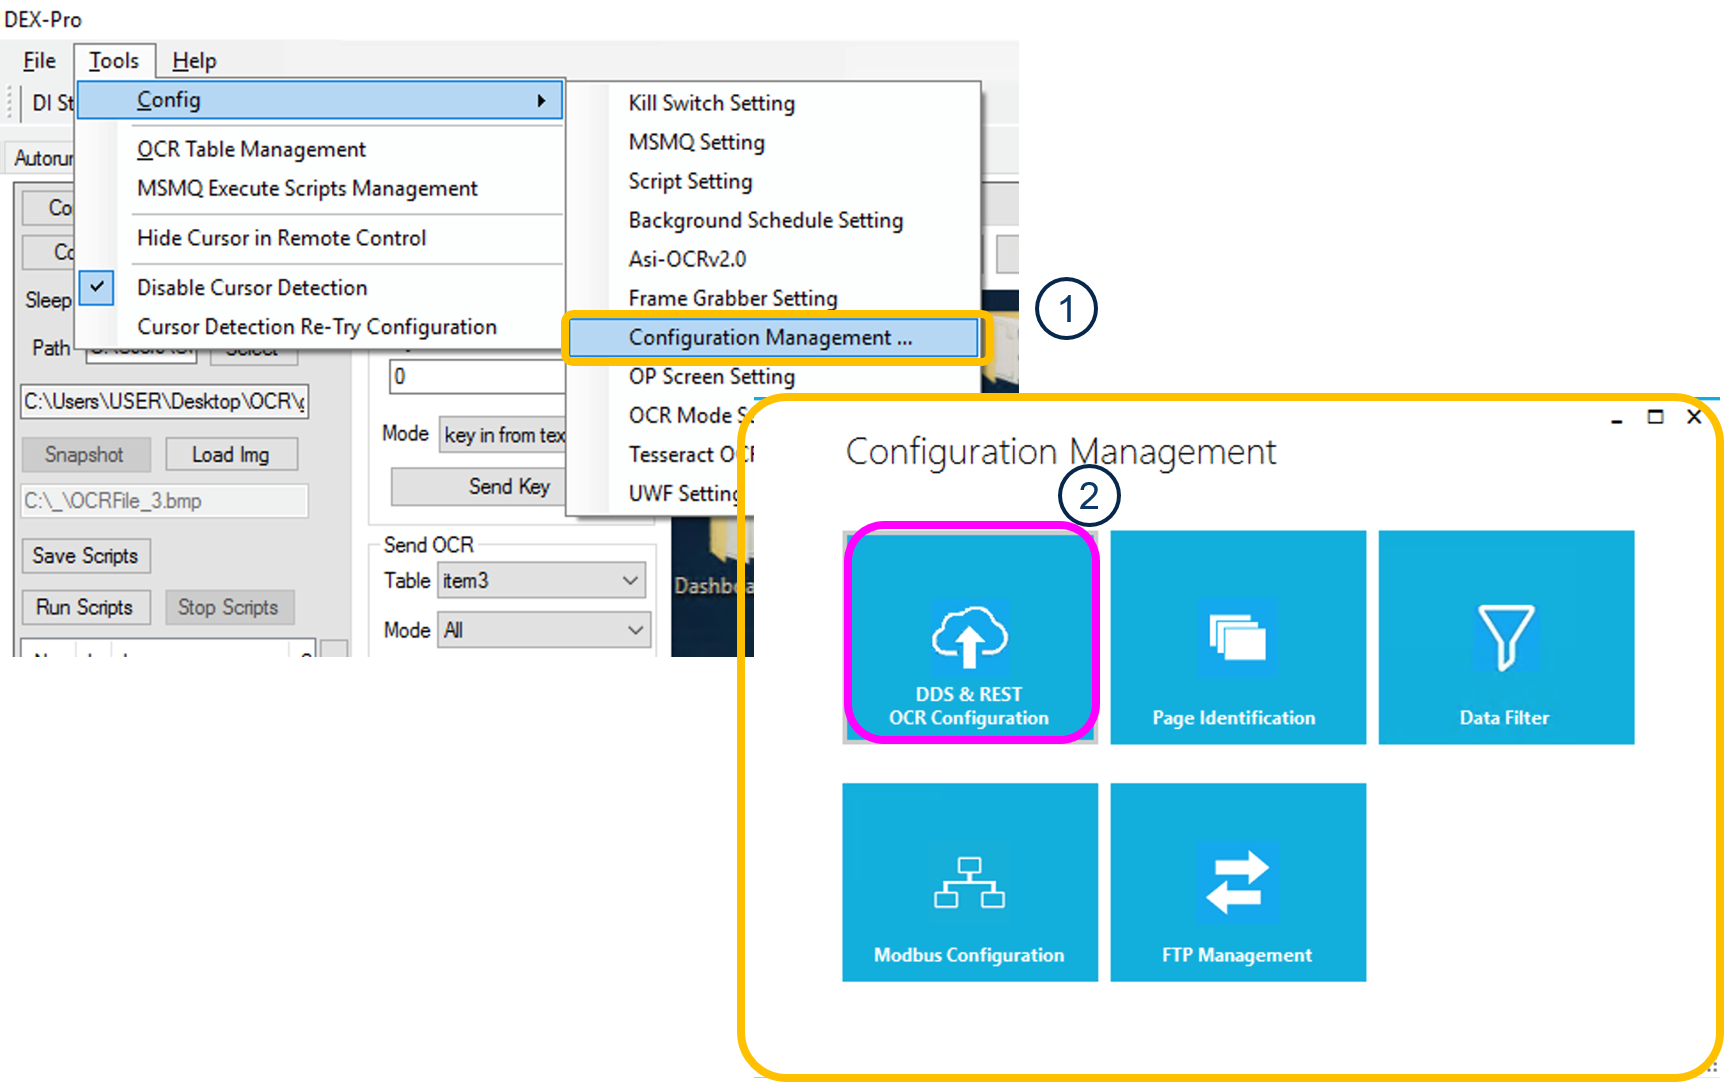 DEX-Pro
File Tools Help
DI St
Config
Autorur
OCR Table Management
MSMQ Execute Scripts Management
Hide Cursor in Remote Control
Disable Cursor Detection
Cursor Detection Re-Try Configuration
Kill Switch Setting
MSMQ Setting
Script Setting
Background Schedule Setting
Asi-OCRv2.0
Frame Grabber Setting
Configuration Management ...
OP Screen Setting
OCR Mode S
Tesseract OCR
UWF Setting
1
Co
Co
Sleep
Path
Select
C:\Users\USER\Desktop\OCR\
Snapshot Load Img
C:\_\OCRFile_3.bmp
Save Scripts
Run Scripts Stop Scripts
0
Mode key in from tex
Send Key
Send OCR
Table item3
Mode All
Dashboa
Configuration Management
2
DDS & REST
OCR Configuration
Page Identification
Data Filter
Modbus Configuration
FTP Management